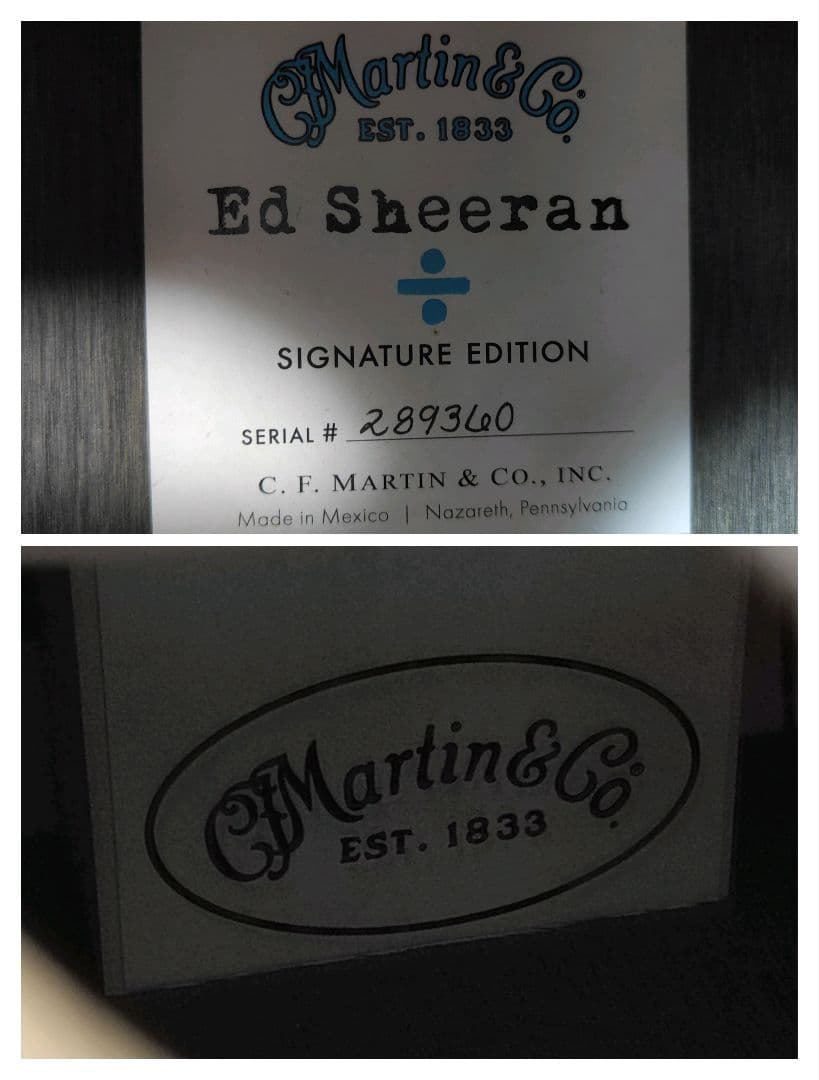 CFMartin & Co.®
EST. 1833
Ed Sheeran
÷
SIGNATURE EDITION
SERIAL # 289360
C. F. MARTIN & CO., INC.
Made in Mexico | Nazareth, Pennsylvania
CFMartin & Co.®
EST. 1833